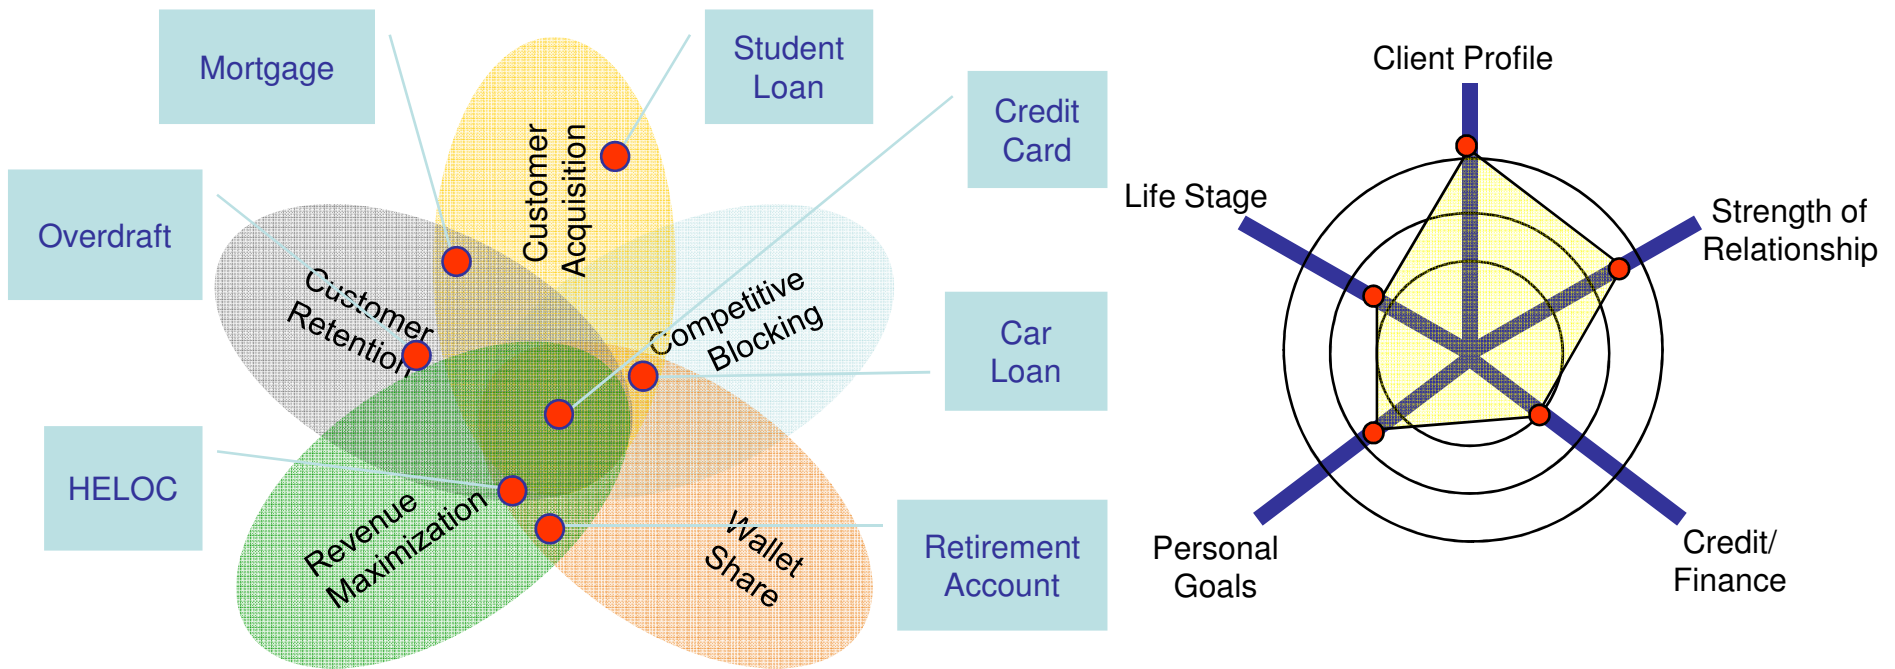 Mortgage
Student
Loan
Credit
Card
Overdraft
Customer
Acquisition
Customer
Retention
Competitive
Blocking
Car
Loan
HELOC
Revenue
Maximization
Wallet
Share
Retirement
Account
Client Profile
Life Stage
Strength of
Relationship
Personal
Goals
Credit/
Finance